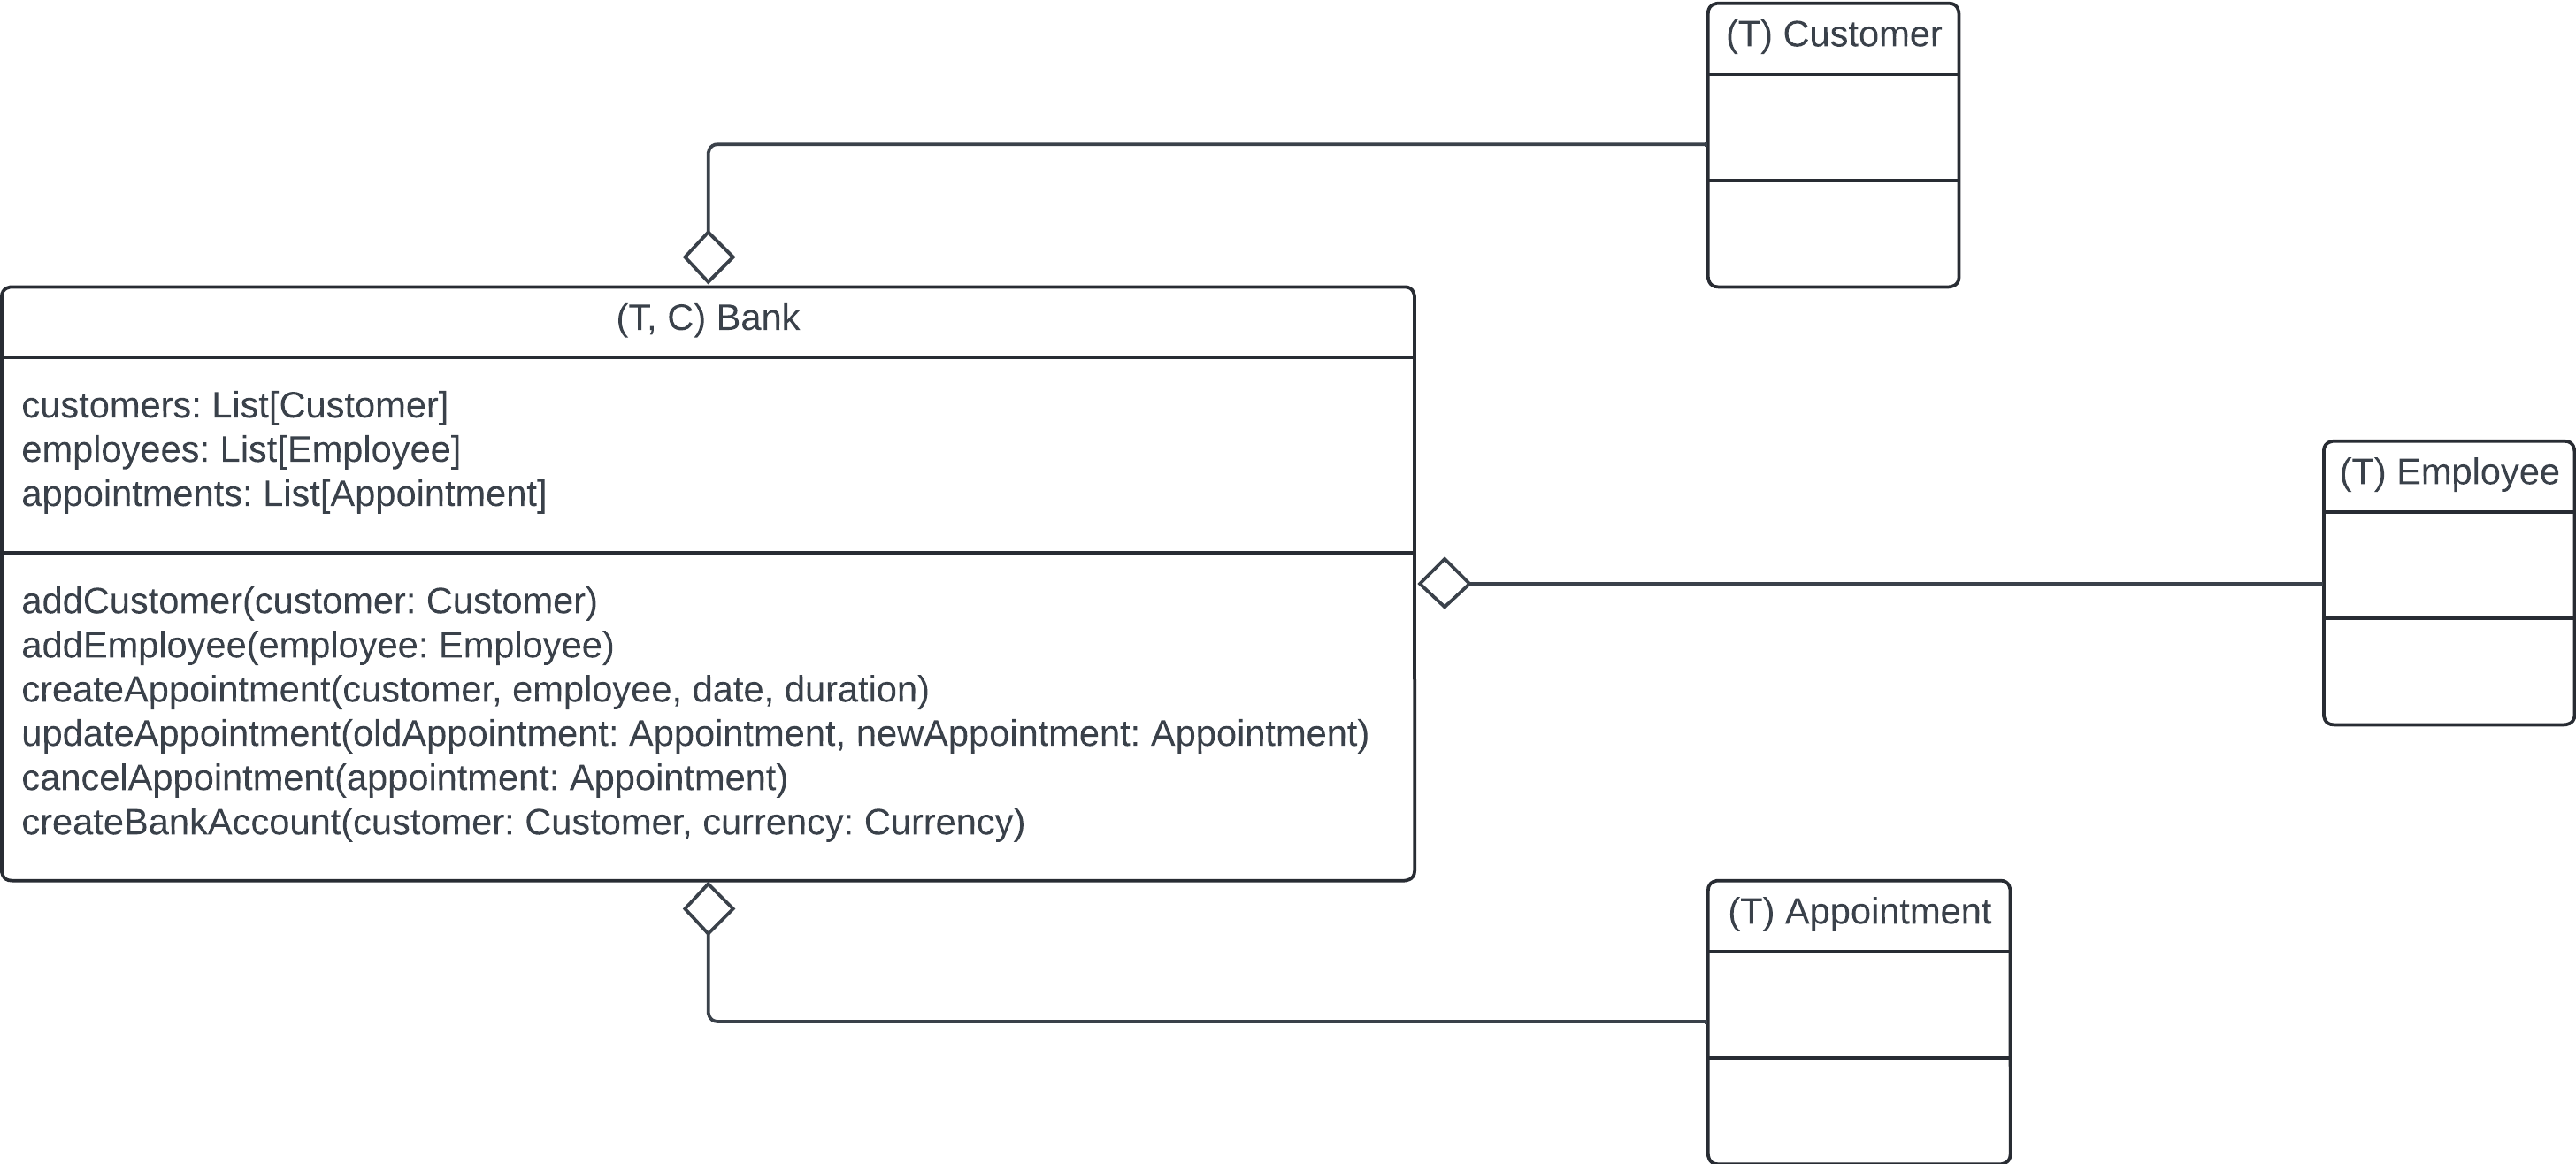 (T) Customer
(T, C) Bank
customers: List[Customer]
employees: List[Employee]
appointments: List[Appointment]
addCustomer(customer: Customer)
addEmployee(employee: Employee)
createAppointment(customer, employee, date, duration)
updateAppointment(oldAppointment: Appointment, newAppointment: Appointment)
cancelAppointment(appointment: Appointment)
createBankAccount(customer: Customer, currency: Currency)
(T) Employee
(T) Appointment